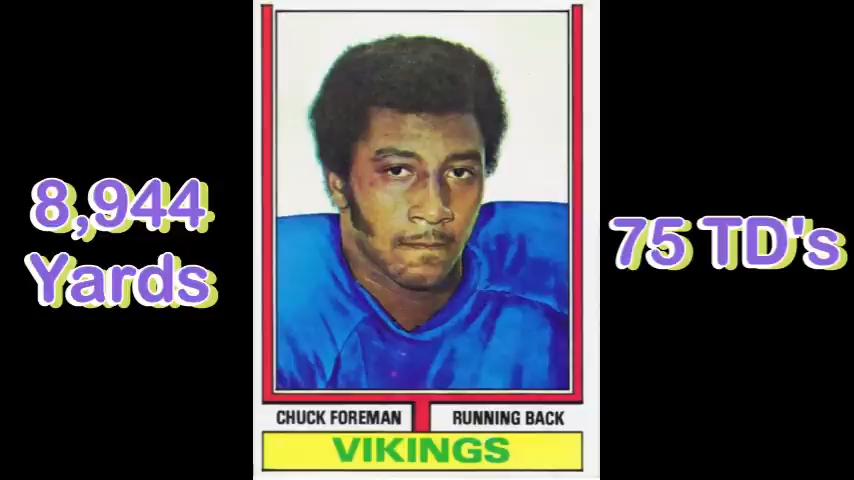 8,944
Yards
75 TD's
CHUCK FOREMAN
RUNNING BACK
VIKINGS